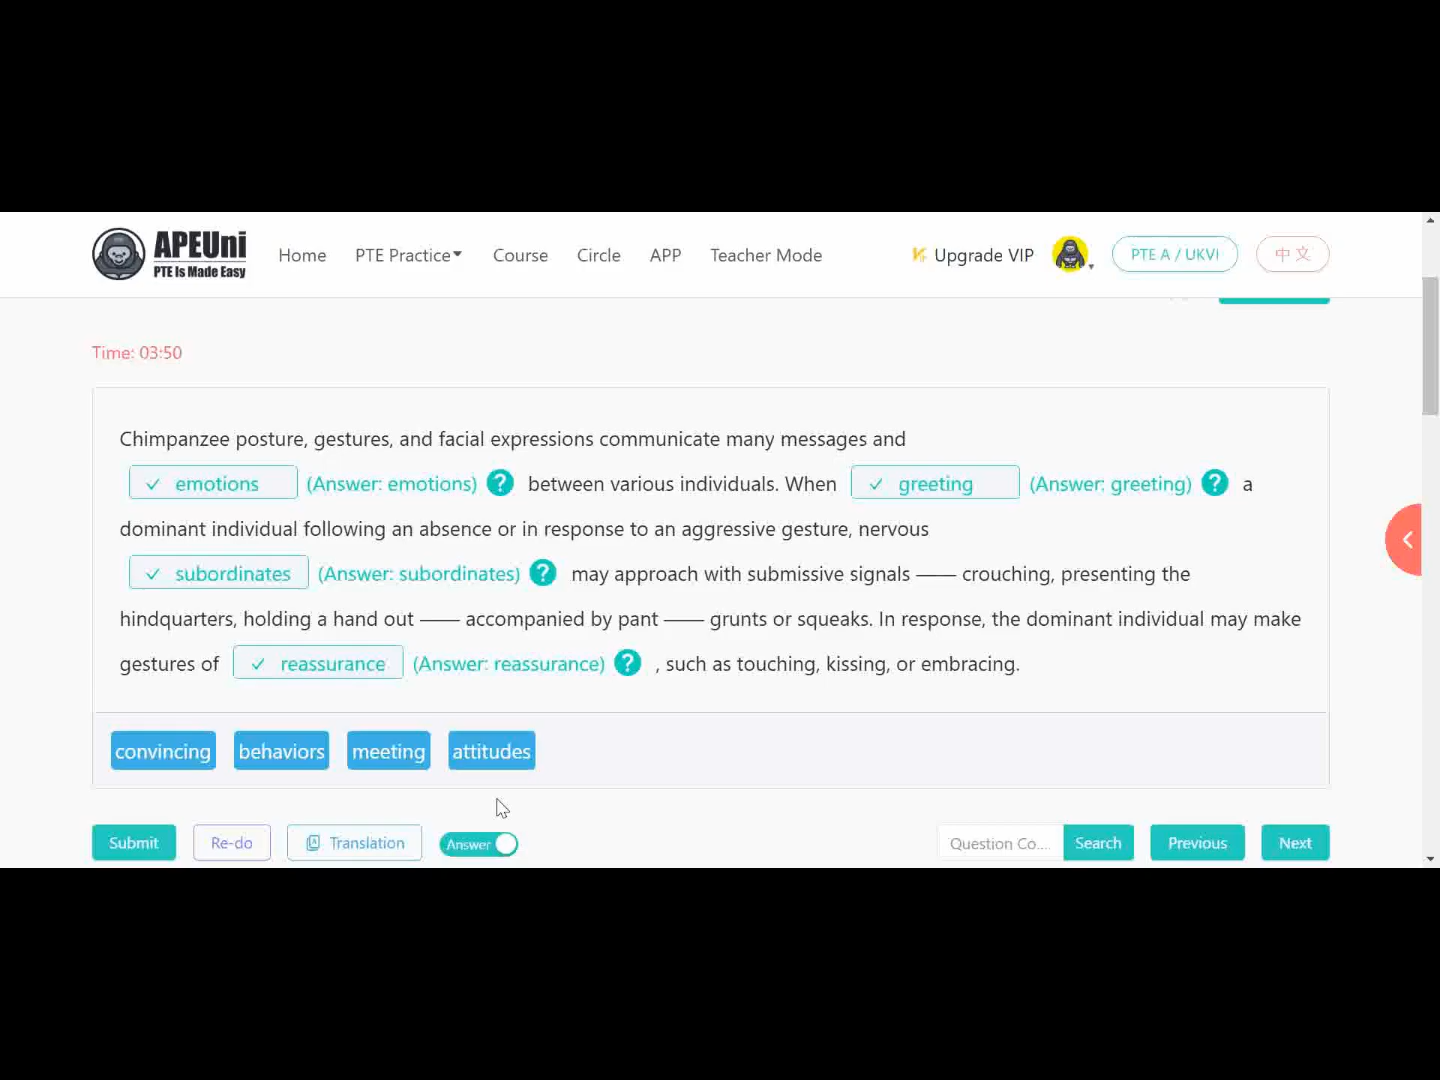 APEUni
PTE Is Made Easy
Home PTE Practice Course Circle APP Teacher Mode Upgrade VIP PTE A / UKVI 中文
Time: 03:50
Chimpanzee posture, gestures, and facial expressions communicate many messages and
✓ emotions (Answer: emotions) ? between various individuals. When ✓ greeting (Answer: greeting) ? a
dominant individual following an absence or in response to an aggressive gesture, nervous
✓ subordinates (Answer: subordinates) ? may approach with submissive signals —— crouching, presenting the
hindquarters, holding a hand out —— accompanied by pant —— grunts or squeaks. In response, the dominant individual may make
gestures of ✓ reassurance (Answer: reassurance) ? , such as touching, kissing, or embracing.
convincing behaviors meeting attitudes
Submit Re-do Translation Answer Question Co.... Search Previous Next